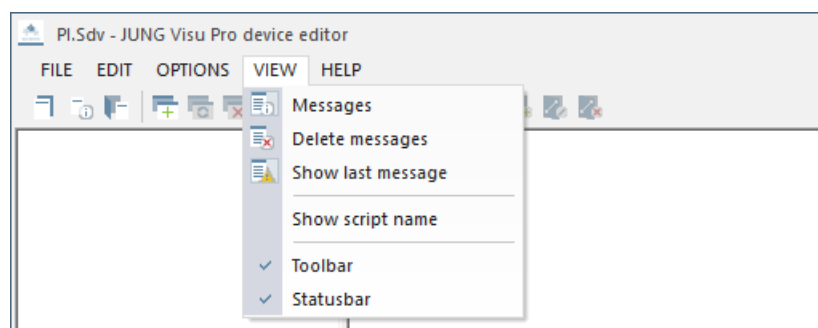 PI.Sdv - JUNG Visu Pro device editor
FILE EDIT OPTIONS VIEW HELP
Messages
Delete messages
Show last message
Show script name
Toolbar
Statusbar